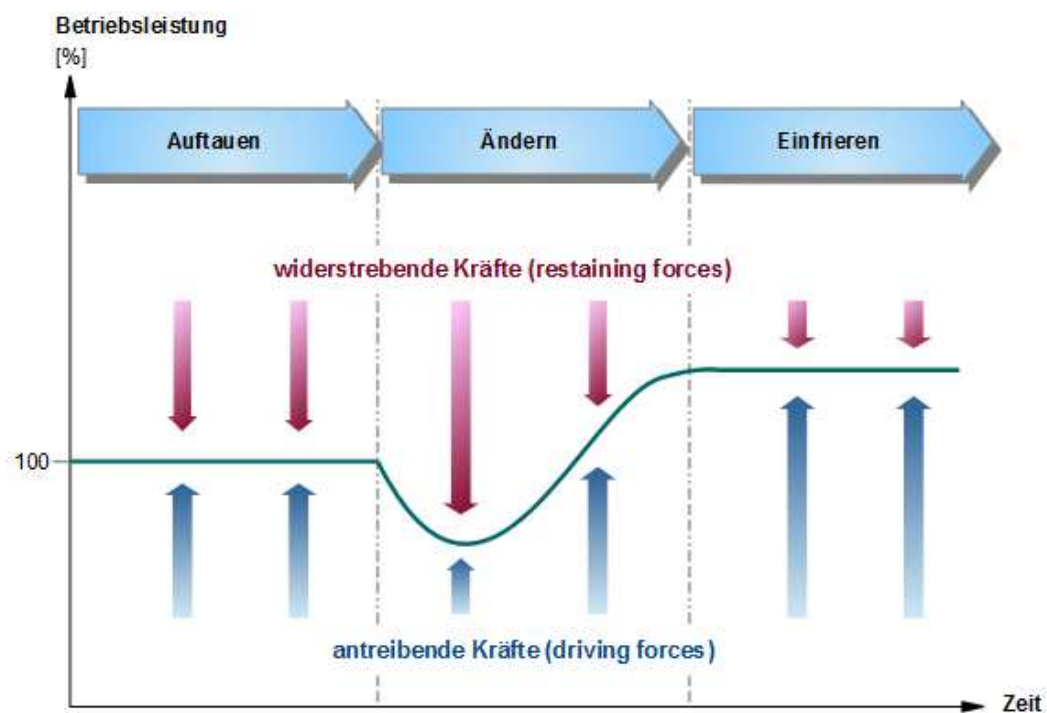 Betriebsleistung
[%]
Auftauen
Ändern
Einfrieren
widerstrebende Kräfte (restaining forces)
100
antreibende Kräfte (driving forces)
Zeit